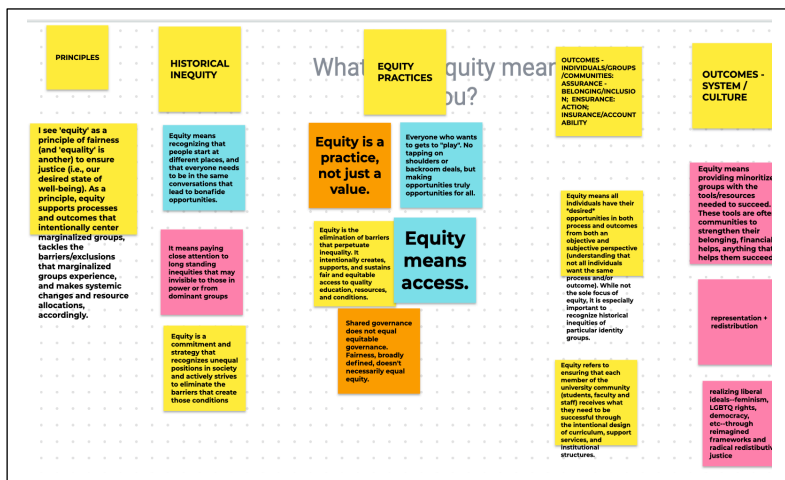 What
quity mear
ou?
PRINCIPLES
I see 'equity' as a
principle of fairness
(and 'equality' is
another) to ensure
justice (i.e., our
desired state of
well-being). As a
principle, equity
supports processes
and outcomes that
intentionally center
marginalized groups,
tackles the
barriers/exclusions
that marginalized
groups experience,
and makes systemic
changes and resource
allocations,
accordingly.
HISTORICAL
INEQUITY
Equity means
recognizing that
people start at
different places, and
that everyone needs
to be in the same
conversations that
lead to bonafide
opportunities.
It means paying
close attention to
long standing
inequities that may
invisible to those in
power or from
dominant groups
Equity is a
commitment and
strategy that
recognizes unequal
positions in society
and actively strives
to eliminate the
barriers that create
those conditions
EQUITY
PRACTICES
Equity is a
practice,
not just a
value.
Everyone who wants
to gets to "play". No
tapping on
shoulders or
backroom deals, but
making
opportunities truly
opportunities for all.
Equity is the
elimination of barriers
that perpetuate
inequality. It
intentionally creates,
supports, and sustains
fair and equitable
access to quality
education, resources,
and conditions.
Equity
means
access.
Shared governance
does not equal
equitable
governance.
Fairness, broadly
defined, doesn't
necessarily equal
equity.
OUTCOMES -
INDIVIDUALS/GROUPS
/COMMUNITIES:
ASSURANCE -
BELONGING/INCLUSIO
N; ENSURANCE:
ACTION;
INSURANCE/ACCOUNT
ABILITY
Equity means all
individuals have their
*desired*
opportunities in both
process and outcomes
from both an
objective and
subjective perspective
(understanding that
not all individuals
want the same
process and/or
outcome). While not
the sole focus of
equity, it is especially
important to
recognize historical
inequities of
particular identity
groups.
Equity refers to
ensuring that each
member of the
university community
(students, faculty and
staff) receives what
they need to be
successful through
the intentional design
of curriculum, support
services, and
institutional
structures.
OUTCOMES -
SYSTEM /
CULTURE
Equity means
providing minoritize
groups with the
tools/resources
needed to succeed.
These tools are ofte
communities to
strengthen their
belonging, financial
helps, anything that
helps them succeed
representation +
redistribution
realizing liberal
ideals--feminism,
LGBTQ rights,
democracy,
etc--through
reimagined
frameworks and
radical redistibutiv
justice